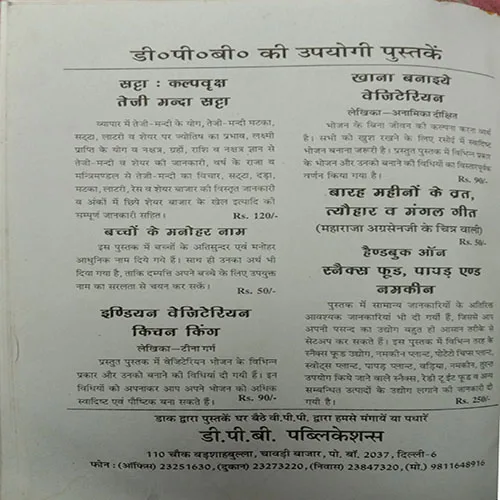 डी०पी०बी० की उपयोगी पुस्तकें
सट्टा : कल्पवृक्ष
तेजी मन्दा सट्टा
व्यापार में तेजी-मन्दी के योग, तेजी-मन्दी मटका,
सट्ठा, लाटरी व शेयर पर ज्योतिष का प्रभाव, लक्ष्मी
प्राप्ति के योग व नक्षत्र, ग्रहों, राशि व नक्षत्र ज्ञान से
तेजी-मन्दी व शेयर की जानकारी, वर्ष के राजा व
मन्त्रिमण्डल से तेजी-मन्दी का विचार, सट्टा, दड़ा,
मटका, लाटरी, रेस व शेयर बाजार की विस्तृत जानकारी
व अंकों में छिपे शेयर बाजार के खेल इत्यादि की
सम्पूर्ण जानकारी सहित। Rs. 120/-
बच्चों के मनोहर नाम
इस पुस्तक में बच्चों के अतिसुन्दर एवं मनोहर
आधुनिक नाम दिये गये हैं। साथ ही उनका अर्थ भी
दिया गया है, ताकि दम्पत्ति अपने बच्चे के लिए उपयुक्त
नाम का सरलता से चयन कर सकें। Rs. 50/-
इण्डियन वेजिटेरियन
किचन किंग
लेखिका-टीना गर्ग
प्रस्तुत पुस्तक में वेजिटेरियन भोजन के विभिन्न
प्रकार और उनको बनाने की विधियां दी गयी हैं। इन
विधियों को अपनाकर आप अपने भोजन को अधिक
स्वादिष्ट एवं पौष्टिक बना सकते हैं। Rs. 90/-
खाना बनाइये
वेजिटेरियन
लेखिका-अनामिका दीक्षित
भोजन के बिना जीवन की कल्पना करना व्यर्थ
है। सभी को खुश रखने के लिए रसोई में स्वादिष्ट
भोजन बनाना जरूरी है। प्रस्तुत पुस्तक में विभिन्न प्रकार
के भोजन और उनको बनाने की विधियों का विस्तारपूर्वक
वर्णन किया गया है। Rs. 90/-
बारह महीनों के व्रत,
त्यौहार व मंगल गीत
(महाराजा अग्रसेनजी के चित्र वाली)
Rs. 50/-
हैण्डबुक ऑन
स्नैक्स फूड, पापड़ एण्ड
नमकीन
पुस्तक में सामान्य जानकारियों के अतिरिक्त
आवश्यक जानकारियां भी दी गयीं हैं, जिससे आप
अपनी पसन्द का उद्योग बहुत ही आसान तरीके से
सेटअप कर सकते हैं। इस पुस्तक में विभिन्न तरह के
स्नैक्स फूड उद्योग, नमकीन प्लान्ट, पोटेटो चिप्स प्लान्ट,
स्वीट्स प्लान्ट, पापड़ प्लान्ट, बड़िया, नमकीन, तुरन्त
उपयोग किये जाने वाले स्नैक्स, रेडी टू ईट फूड व अन्य
सम्बन्धित उत्पादों के उद्योग लगाने की जानकारी दी
गयी है। Rs. 250/-
डाक द्वारा पुस्तकें घर बैठे वी.पी.पी. द्वारा हमसे मंगायें या पधारें
डी.पी.बी. पब्लिकेशन्स
110 चौक बड़शाहबुल्ला, चावड़ी बाजार, पो. बॉ. 2037, दिल्ली-6
फोन : (ऑफिस) 23251630, (दुकान) 23273220, (निवास) 23847320, (मो.) 9811648916